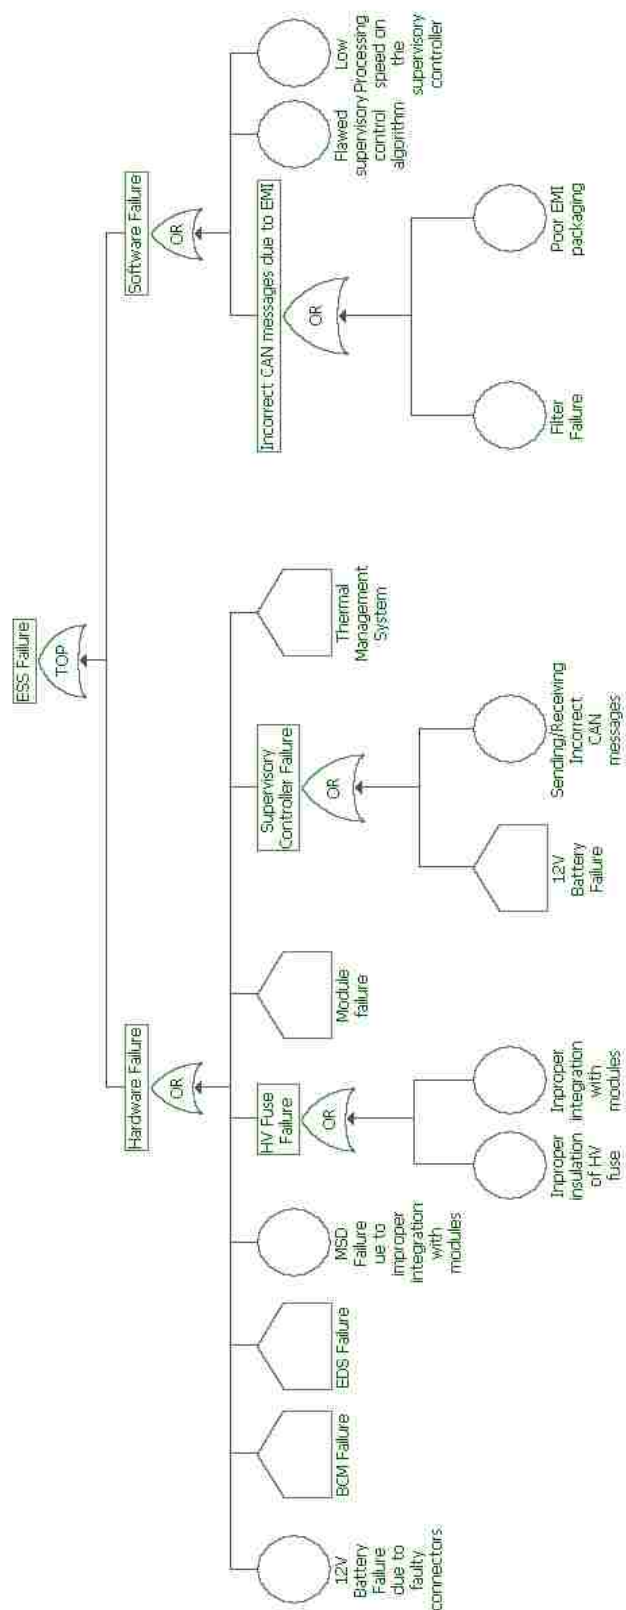 ESS Failure
TOP
Hardware Failure
OR
Software Failure
OR
12V
Battery
Failure
due to
faulty
connectors
BCM Failure
EDS Failure
MSD
Failure
ue to
improper
integration
with
modules
HV Fuse
Failure
OR
Module
failure
Supervisory
Controller Failure
OR
Thermal
Management
System
Incorrect CAN messages due to EMI
OR
Flawed
supervisory
control
algorithm
Low
Processing
speed on
the
supervisory
controller
Inproper
insulation
of HV
fuse
Inproper
integration
with
modules
12V
Battery
Failure
Sending/Receiving
Incorrect
CAN
messages
Filter
Failure
Poor EMI
packaging